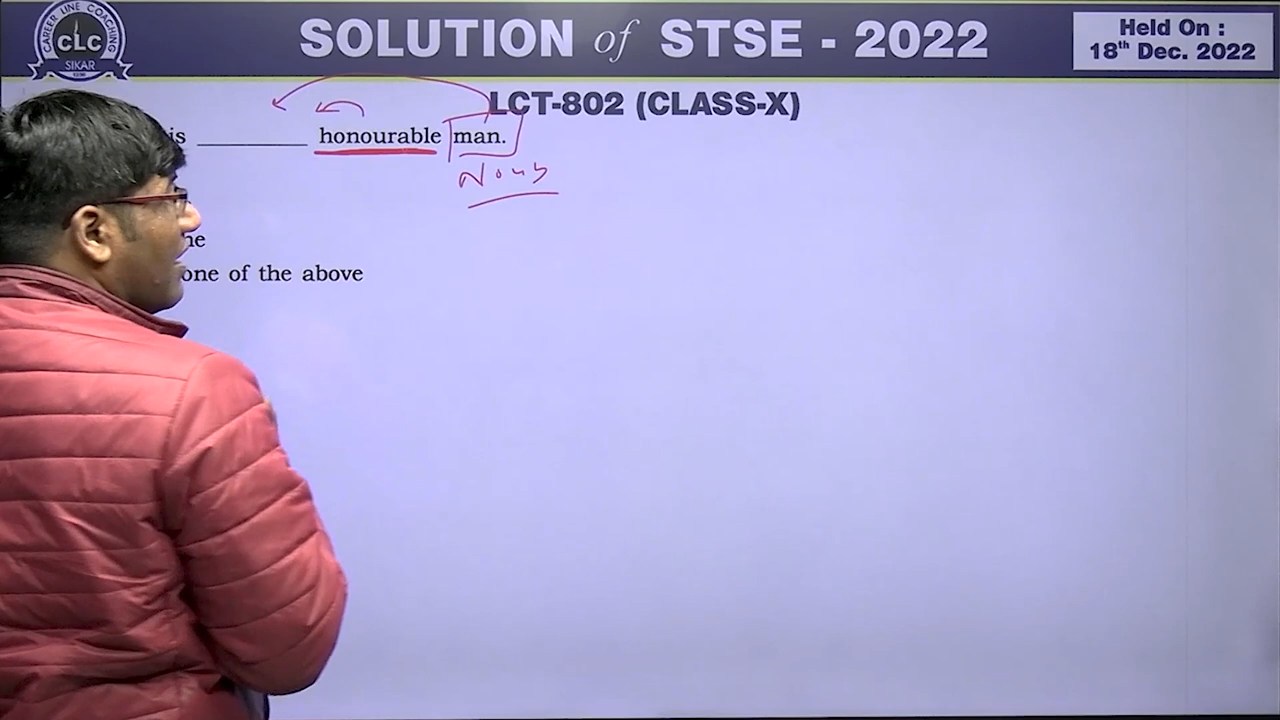 CAREER LINE COACHING
CLC
SIKAR
SOLUTION of STSE - 2022
Held On :
18th Dec. 2022
LCT-802 (CLASS-X)
is __________ honourable man.
Noun
one of the above